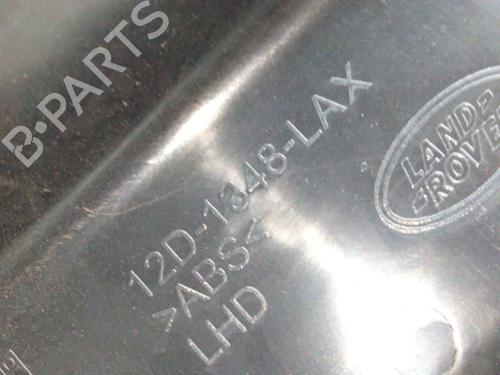 B-PARTS
12D-1348-LAX
>ABS<
LHD
LAND-
-ROVER